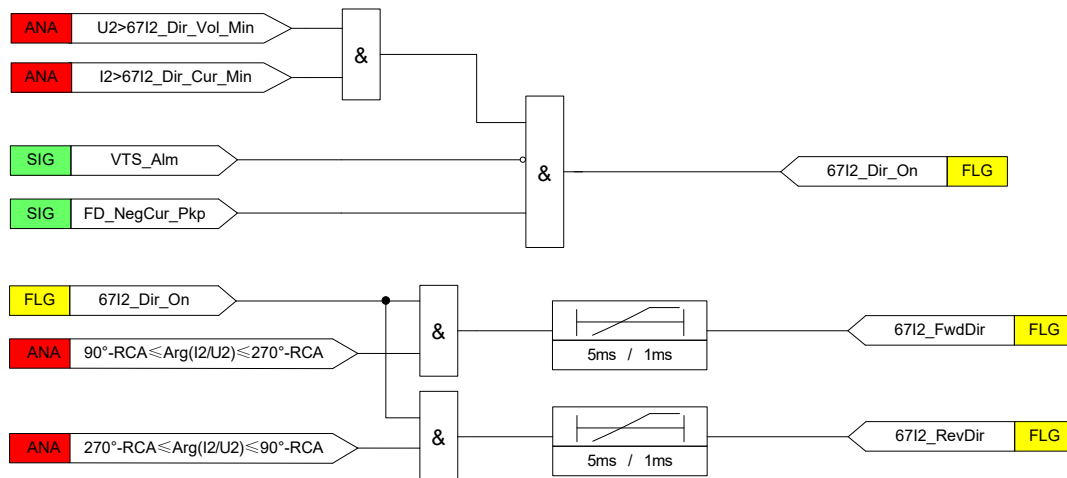 ANA U2>67I2_Dir_Vol_Min
&
ANA I2>67I2_Dir_Cur_Min
SIG VTS_Alm
&
67I2_Dir_On FLG
SIG FD_NegCur_Pkp
FLG 67I2_Dir_On
&
5ms / 1ms
67I2_FwdDir FLG
ANA 90°-RCA≤Arg(I2/U2)≤270°-RCA
&
5ms / 1ms
67I2_RevDir FLG
ANA 270°-RCA≤Arg(I2/U2)≤90°-RCA